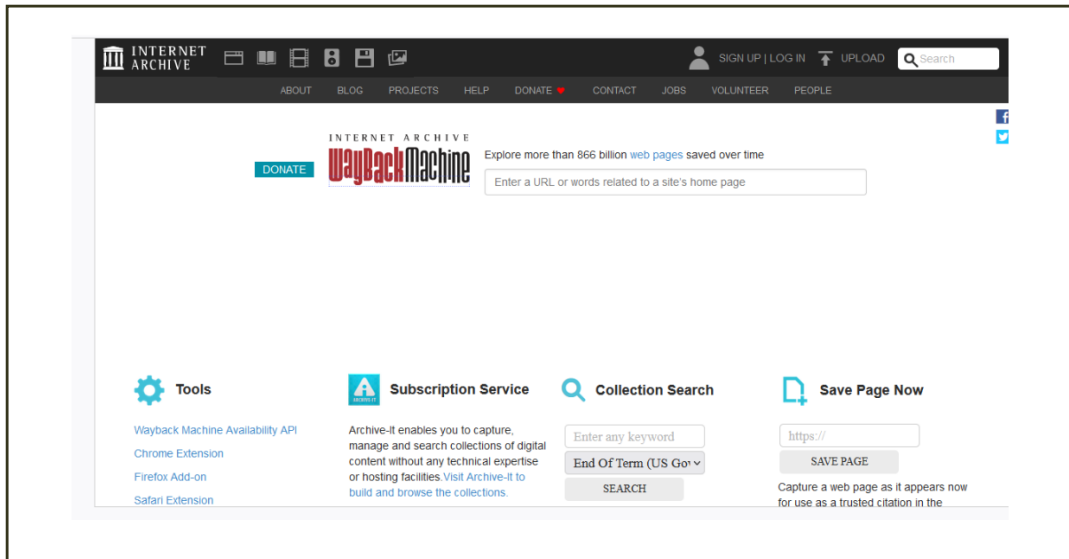 INTERNET
ARCHIVE
SIGN UP | LOG IN
UPLOAD
Search
ABOUT
BLOG
PROJECTS
HELP
DONATE
CONTACT
JOBS
VOLUNTEER
PEOPLE
DONATE
INTERNET ARCHIVE
WayBackMachine
Explore more than 866 billion web pages saved over time
Enter a URL or words related to a site's home page
Tools
Wayback Machine Availability API
Chrome Extension
Firefox Add-on
Safari Extension
Subscription Service
Archive-It enables you to capture,
manage and search collections of digital
content without any technical expertise
or hosting facilities.Visit Archive-It to
build and browse the collections.
Collection Search
Enter any keyword
End Of Term (US Gov
SEARCH
Save Page Now
https://
SAVE PAGE
Capture a web page as it appears now
for use as a trusted citation in the